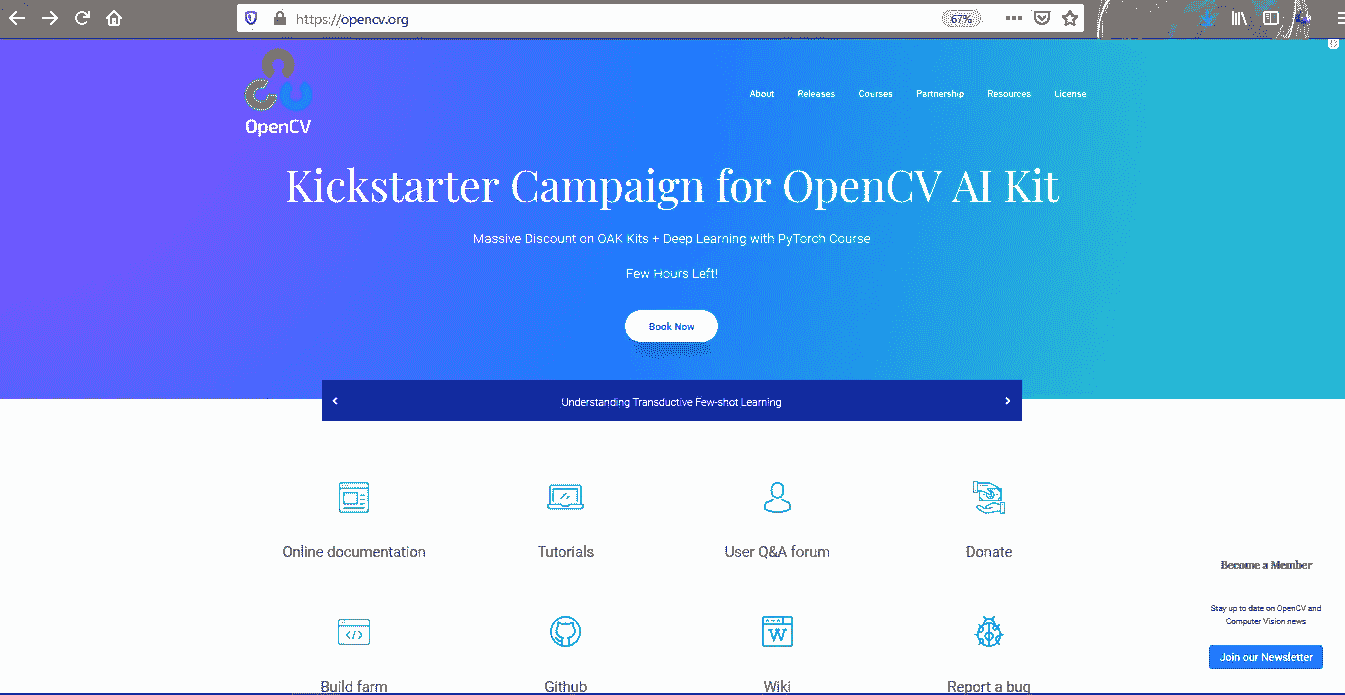 https://opencv.org
67%
OpenCV
About Releases Courses Partnership Resources License
Kickstarter Campaign for OpenCV AI Kit
Massive Discount on OAK Kits + Deep Learning with PyTorch Course
Few Hours Left!
Book Now
Understanding Transductive Few-shot Learning
Online documentation Tutorials User Q&A forum Donate
Become a Member
Stay up to date on OpenCV and
Computer Vision news
W
Join our Newsletter
Build farm Github Wiki Report a bug